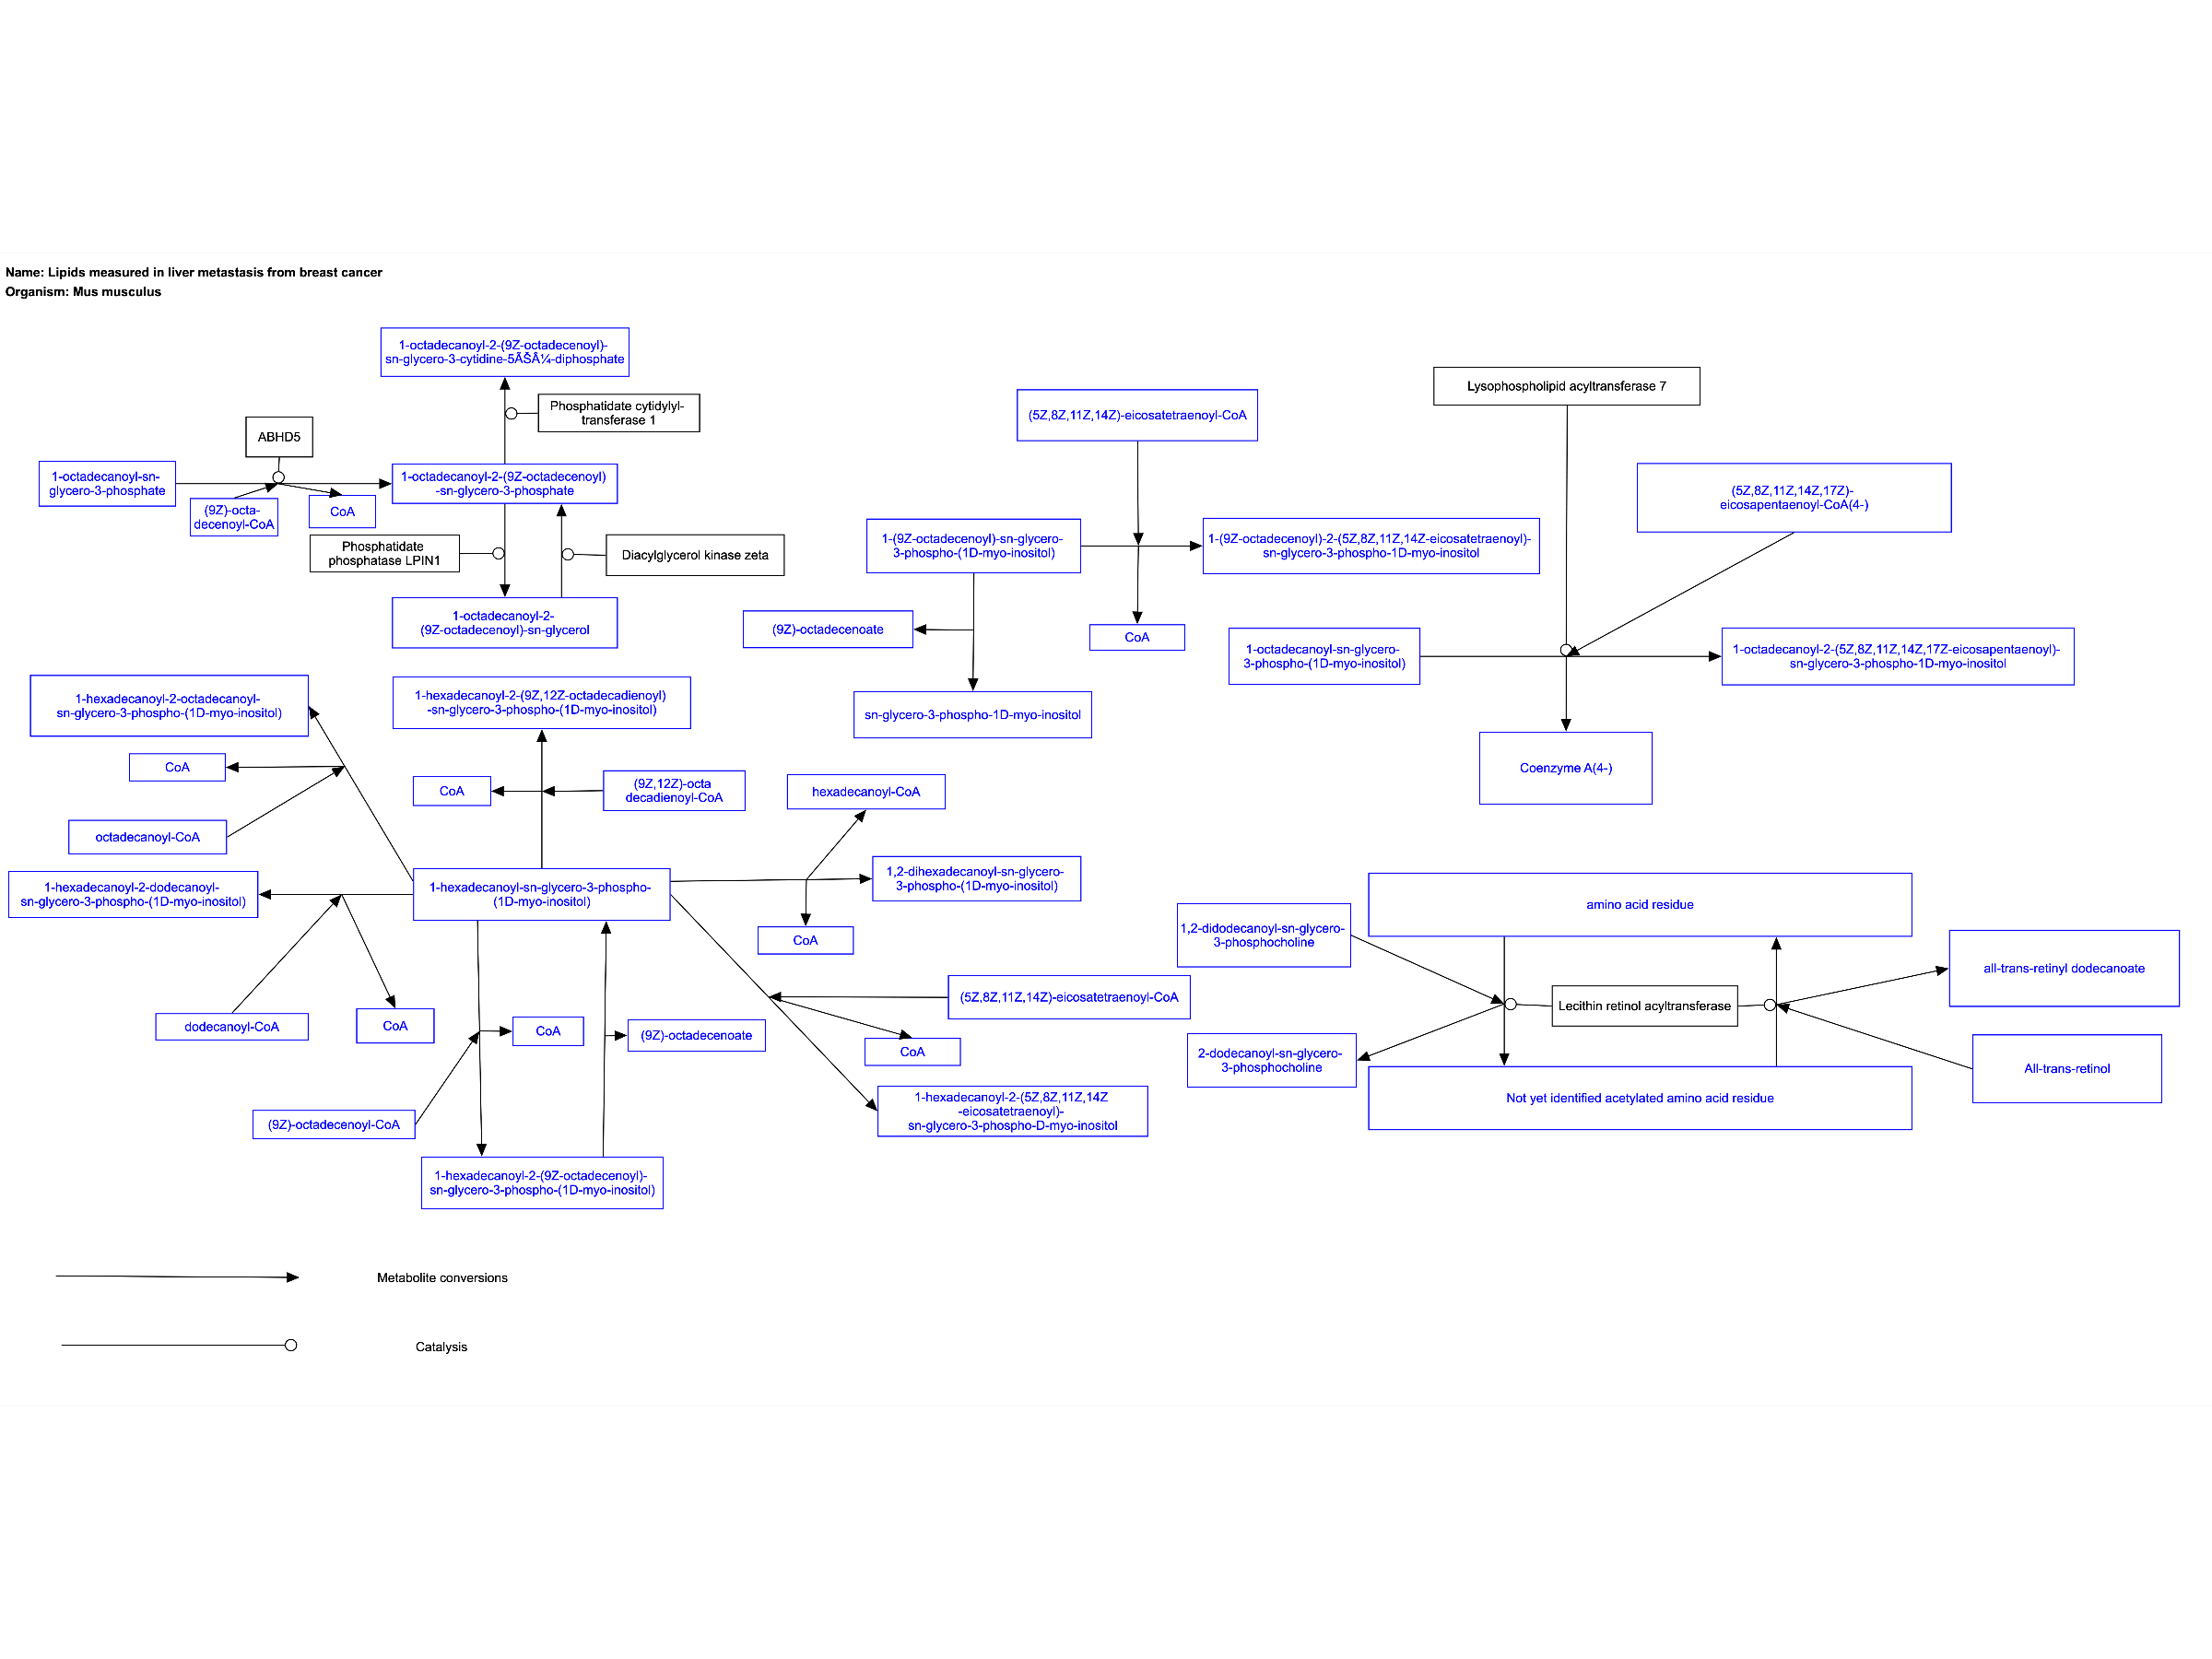 Name: Lipids measured in liver metastasis from breast cancer
Organism: Mus musculus
1-octadecanoyl-2-(9Z-octadecenoyl)-
sn-glycero-3-cytidine-5ÃŠÂ¼-diphosphate
Phosphatidate cytidylyl-
transferase 1
ABHD5
1-octadecanoyl-sn-
glycero-3-phosphate
(9Z)-octa-
decenoyl-CoA
CoA
1-octadecanoyl-2-(9Z-octadecenoyl)
-sn-glycero-3-phosphate
Phosphatidate
phosphatase LPIN1
Diacylglycerol kinase zeta
1-octadecanoyl-2-
(9Z-octadecenoyl)-sn-glycerol
(5Z,8Z,11Z,14Z)-eicosatetraenoyl-CoA
1-(9Z-octadecenoyl)-sn-glycero-
3-phospho-(1D-myo-inositol)
1-(9Z-octadecenoyl)-2-(5Z,8Z,11Z,14Z-eicosatetraenoyl)-
sn-glycero-3-phospho-1D-myo-inositol
(9Z)-octadecenoate
CoA
sn-glycero-3-phospho-1D-myo-inositol
Lysophospholipid acyltransferase 7
(5Z,8Z,11Z,14Z,17Z)-
eicosapentaenoyl-CoA(4-)
1-octadecanoyl-sn-glycero-
3-phospho-(1D-myo-inositol)
1-octadecanoyl-2-(5Z,8Z,11Z,14Z,17Z-eicosapentaenoyl)-
sn-glycero-3-phospho-1D-myo-inositol
Coenzyme A(4-)
1-hexadecanoyl-2-octadecanoyl-
sn-glycero-3-phospho-(1D-myo-inositol)
1-hexadecanoyl-2-(9Z,12Z-octadecadienoyl)
-sn-glycero-3-phospho-(1D-myo-inositol)
CoA
octadecanoyl-CoA
CoA
(9Z,12Z)-octa
decadienoyl-CoA
hexadecanoyl-CoA
1-hexadecanoyl-2-dodecanoyl-
sn-glycero-3-phospho-(1D-myo-inositol)
1-hexadecanoyl-sn-glycero-3-phospho-
(1D-myo-inositol)
1,2-dihexadecanoyl-sn-glycero-
3-phospho-(1D-myo-inositol)
CoA
dodecanoyl-CoA
CoA
CoA
(9Z)-octadecenoate
(5Z,8Z,11Z,14Z)-eicosatetraenoyl-CoA
CoA
(9Z)-octadecenoyl-CoA
1-hexadecanoyl-2-(5Z,8Z,11Z,14Z
-eicosatetraenoyl)-
sn-glycero-3-phospho-D-myo-inositol
1-hexadecanoyl-2-(9Z-octadecenoyl)-
sn-glycero-3-phospho-(1D-myo-inositol)
amino acid residue
1,2-didodecanoyl-sn-glycero-
3-phosphocholine
all-trans-retinyl dodecanoate
Lecithin retinol acyltransferase
2-dodecanoyl-sn-glycero-
3-phosphocholine
All-trans-retinol
Not yet identified acetylated amino acid residue
Metabolite conversions
Catalysis